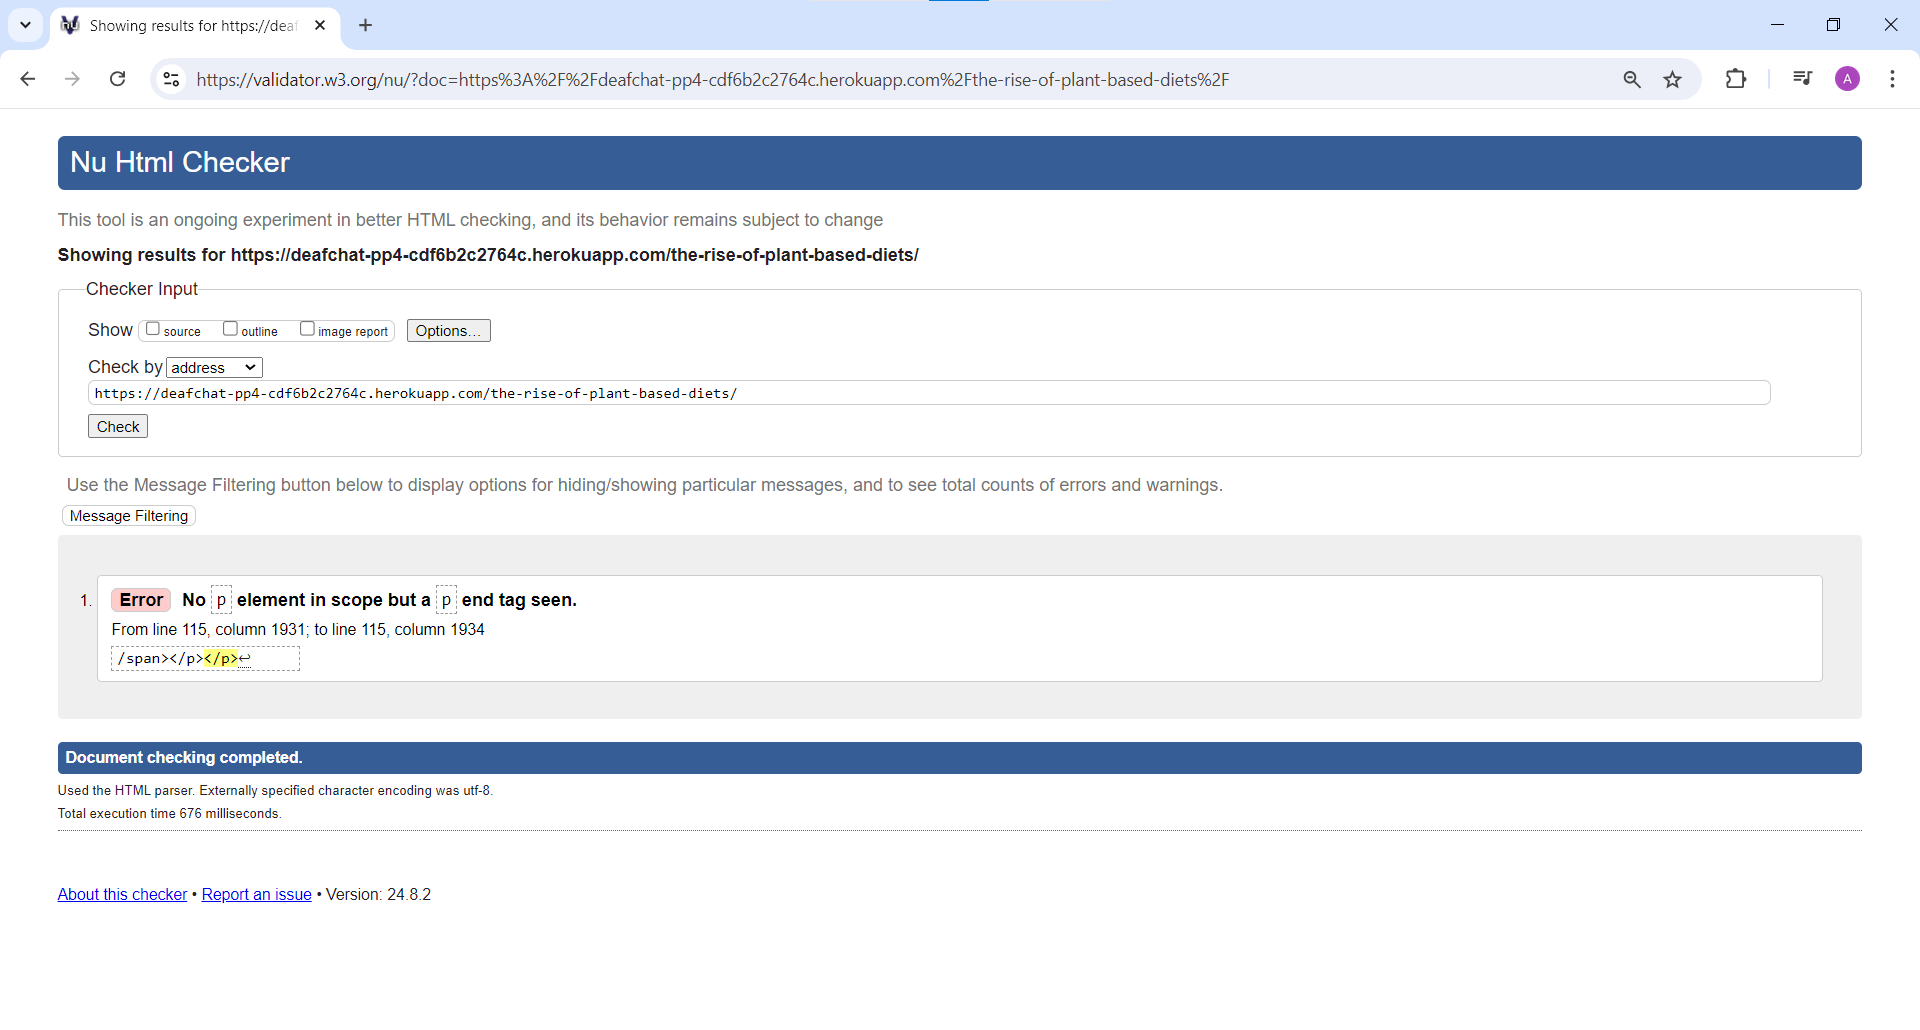 Showing results for https://deaf
https://validator.w3.org/nu/?doc=https%3A%2F%2Fdeafchat-pp4-cdf6b2c2764c.herokuapp.com%2Fthe-rise-of-plant-based-diets%2F
A
Nu Html Checker
This tool is an ongoing experiment in better HTML checking, and its behavior remains subject to change
Showing results for https://deafchat-pp4-cdf6b2c2764c.herokuapp.com/the-rise-of-plant-based-diets/
Checker Input
Show source outline image report Options...
Check by address
https://deafchat-pp4-cdf6b2c2764c.herokuapp.com/the-rise-of-plant-based-diets/
Check
Use the Message Filtering button below to display options for hiding/showing particular messages, and to see total counts of errors and warnings.
Message Filtering
1. Error No p element in scope but a p end tag seen.
From line 115, column 1931; to line 115, column 1934
/span></p></p>↩
Document checking completed.
Used the HTML parser. Externally specified character encoding was utf-8.
Total execution time 676 milliseconds.
About this checker • Report an issue • Version: 24.8.2